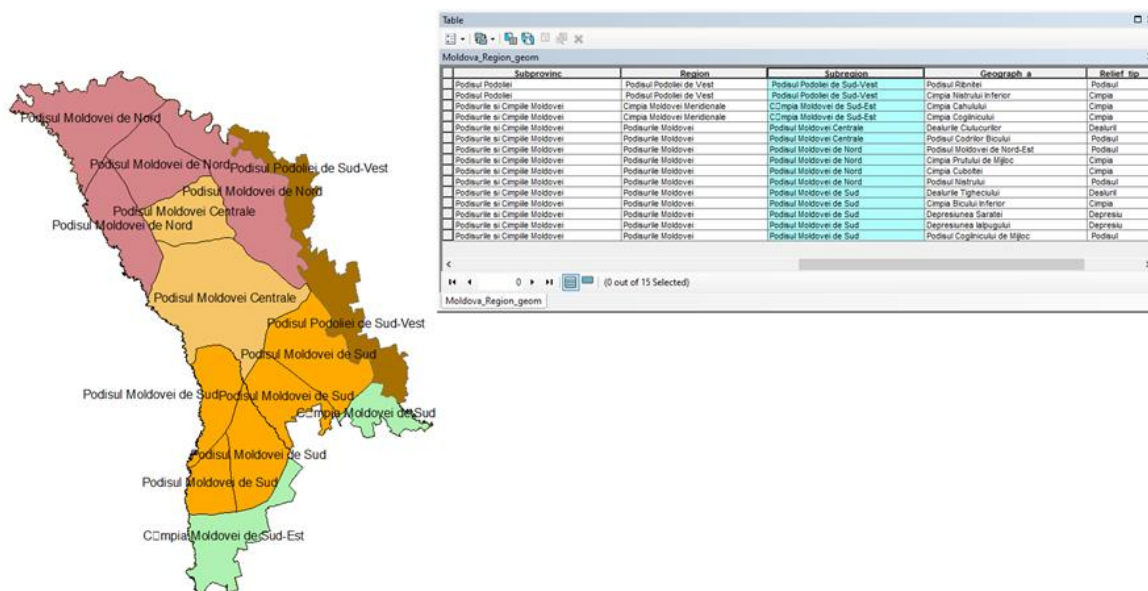 Podisul Moldovei de Nord
Podisul Moldovei de Nord
Podisul Podoliei de Sud-Vest
Podisul Moldovei de Nord
Podisul Moldovei Centrale
Podisul Moldovei de Nord
Podisul Moldovei Centrale
Podisul Podoliei de Sud-Vest
Podisul Moldovei de Sud
Podisul Moldovei de Sud
Podisul Moldovei de Sud
C□mpia Moldovei de Sud
Podisul Moldovei de Sud
Podisul Moldovei de Sud
C□mpia Moldovei de Sud-Est
Table
Moldova_Region_geom
Subprovinc Region Subregion Geograph_a Relief_tip
Podisul Podoliei Podisul Podoliei de Vest Podisul Podoliei de Sud-Vest Podisul Ribnitei Podisul
Podisul Podoliei Podisul Podoliei de Vest Podisul Podoliei de Sud-Vest Cimpia Nistrului Inferior Cimpia
Podisurile si Cimpiile Moldovei Cimpia Moldovei Meridionale C□mpia Moldovei de Sud-Est Cimpia Cahulului Cimpia
Podisurile si Cimpiile Moldovei Cimpia Moldovei Meridionale C□mpia Moldovei de Sud-Est Cimpia Cogilnicului Cimpia
Podisurile si Cimpiile Moldovei Podisurile Moldovei Podisul Moldovei Centrale Dealurile Ciulucurilor Dealuril
Podisurile si Cimpiile Moldovei Podisurile Moldovei Podisul Moldovei Centrale Podisul Codrilor Bicului Podisul
Podisurile si Cimpiile Moldovei Podisurile Moldovei Podisul Moldovei de Nord Podisul Moldovei de Nord-Est Podisul
Podisurile si Cimpiile Moldovei Podisurile Moldovei Podisul Moldovei de Nord Cimpia Prutului de Mijloc Cimpia
Podisurile si Cimpiile Moldovei Podisurile Moldovei Podisul Moldovei de Nord Cimpia Cuboltei Cimpia
Podisurile si Cimpiile Moldovei Podisurile Moldovei Podisul Moldovei de Nord Podisul Nistrului Podisul
Podisurile si Cimpiile Moldovei Podisurile Moldovei Podisul Moldovei de Sud Dealurile Tigheciului Dealuril
Podisurile si Cimpiile Moldovei Podisurile Moldovei Podisul Moldovei de Sud Cimpia Bicului Inferior Cimpia
Podisurile si Cimpiile Moldovei Podisurile Moldovei Podisul Moldovei de Sud Depresiunea Saratei Depresiu
Podisurile si Cimpiile Moldovei Podisurile Moldovei Podisul Moldovei de Sud Depresiunea Ialpugului Depresiu
Podisurile si Cimpiile Moldovei Podisurile Moldovei Podisul Moldovei de Sud Podisul Cogilnicului de Mijloc Podisul
0 (0 out of 15 Selected)
Moldova_Region_geom